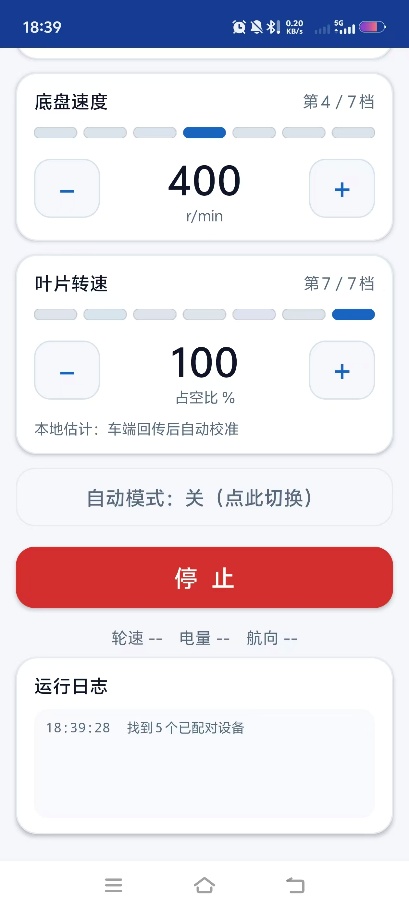 18:39
0.20 KB/s
5G
底盘速度 第4/7档
－ 400 ＋
r/min
叶片转速 第7/7档
－ 100 ＋
占空比 %
本地估计：车端回传后自动校准
自动模式：关（点此切换）
停 止
轮速 -- 电量 -- 航向 --
运行日志
18:39:28 找到5个已配对设备